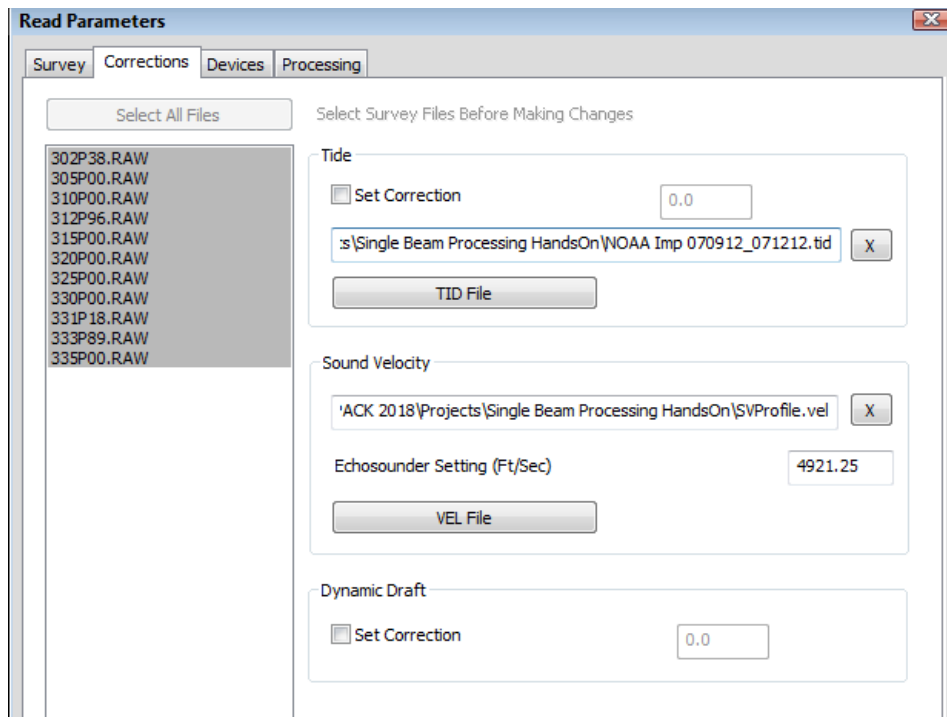 Read Parameters
X
Survey Corrections Devices Processing
Select All Files
Select Survey Files Before Making Changes
302P38.RAW
305P00.RAW
310P00.RAW
312P96.RAW
315P00.RAW
320P00.RAW
325P00.RAW
330P00.RAW
331P18.RAW
333P89.RAW
335P00.RAW
Tide
Set Correction 0.0
:s\Single Beam Processing HandsOn\NOAA Imp 070912_071212.tid X
TID File
Sound Velocity
'ACK 2018\Projects\Single Beam Processing HandsOn\SVProfile.vel X
Echosounder Setting (Ft/Sec) 4921.25
VEL File
Dynamic Draft
Set Correction 0.0